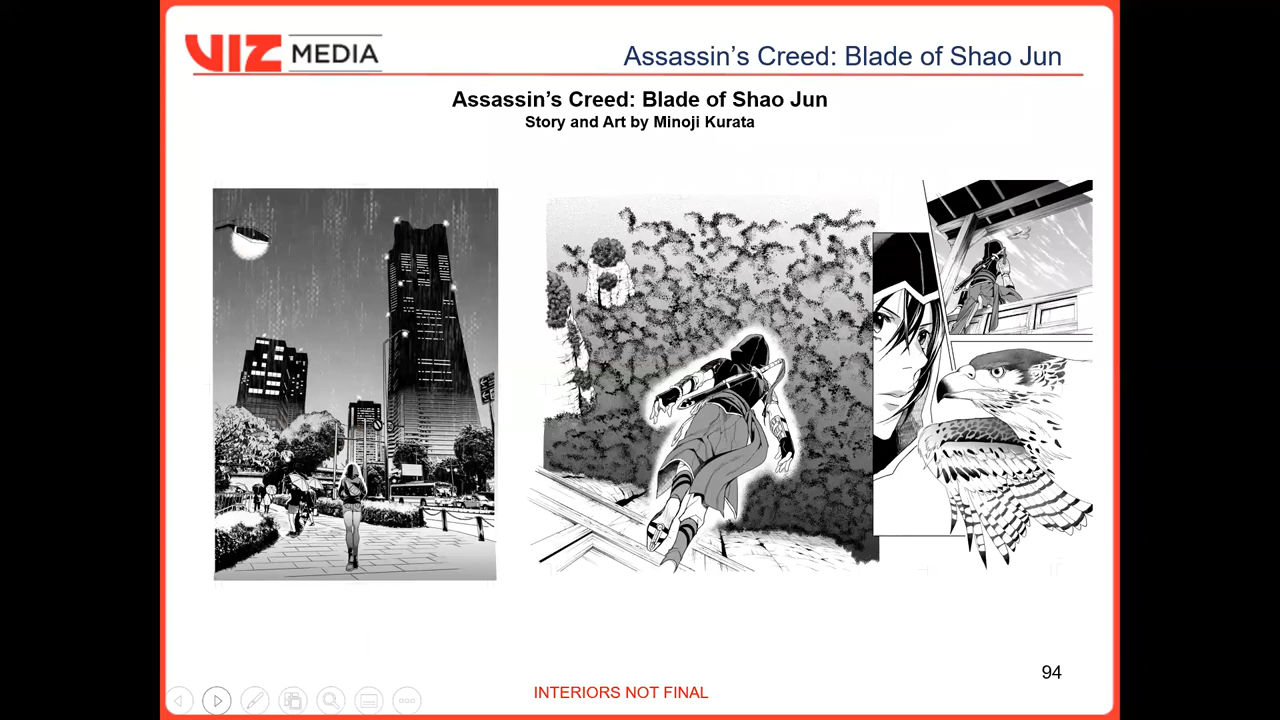 VIZ MEDIA
Assassin’s Creed: Blade of Shao Jun
Assassin’s Creed: Blade of Shao Jun
Story and Art by Minoji Kurata
94
INTERIORS NOT FINAL